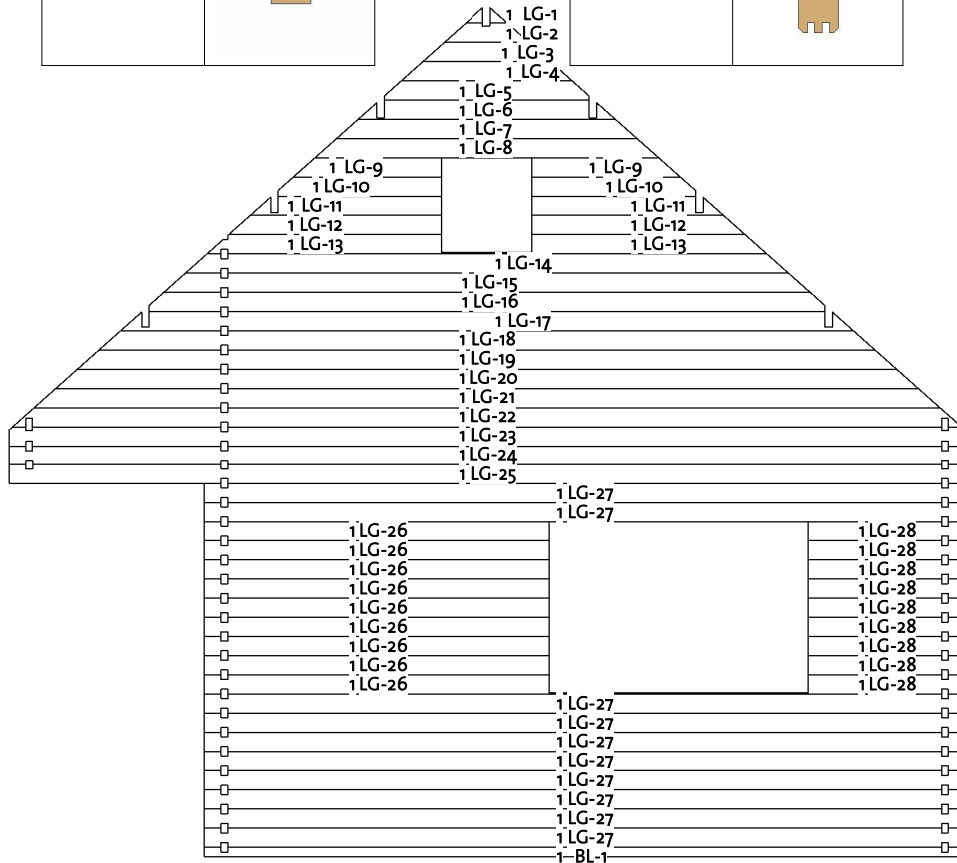 1 LG-1
1 LG-2
1 LG-3
1 LG-4
1 LG-5
1 LG-6
1 LG-7
1 LG-8
1 LG-9 1 LG-9
1 LG-10 1 LG-10
1 LG-11 1 LG-11
1 LG-12 1 LG-12
1 LG-13 1 LG-13
1 LG-14
1 LG-15
1 LG-16
1 LG-17
1 LG-18
1 LG-19
1 LG-20
1 LG-21
1 LG-22
1 LG-23
1 LG-24
1 LG-25
1 LG-27
1 LG-27
1 LG-26 1 LG-28
1 LG-26 1 LG-28
1 LG-26 1 LG-28
1 LG-26 1 LG-28
1 LG-26 1 LG-28
1 LG-26 1 LG-28
1 LG-26 1 LG-28
1 LG-26 1 LG-28
1 LG-26 1 LG-28
1 LG-27
1 LG-27
1 LG-27
1 LG-27
1 LG-27
1 LG-27
1 LG-27
1 LG-27
1 BL-1